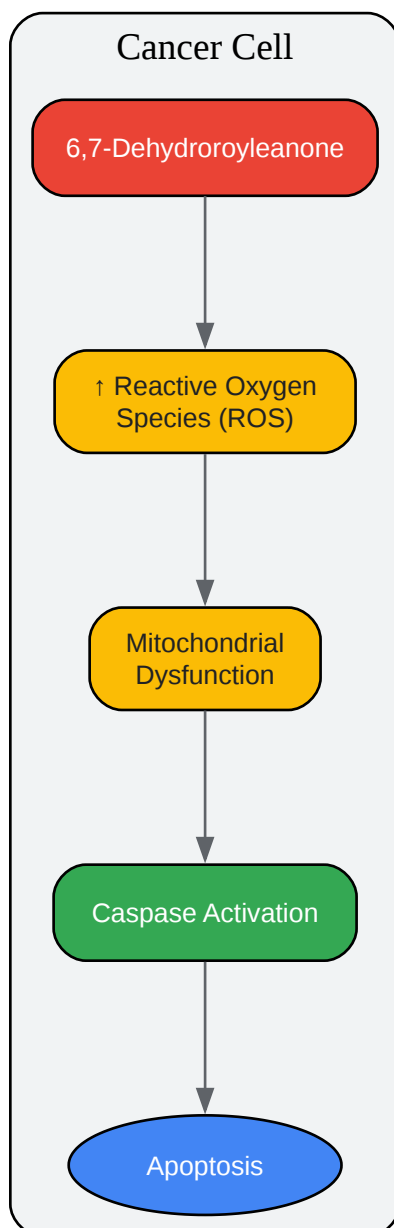 Cancer Cell
6,7-Dehydroroyleanone
↑ Reactive Oxygen
Species (ROS)
Mitochondrial
Dysfunction
Caspase Activation
Apoptosis